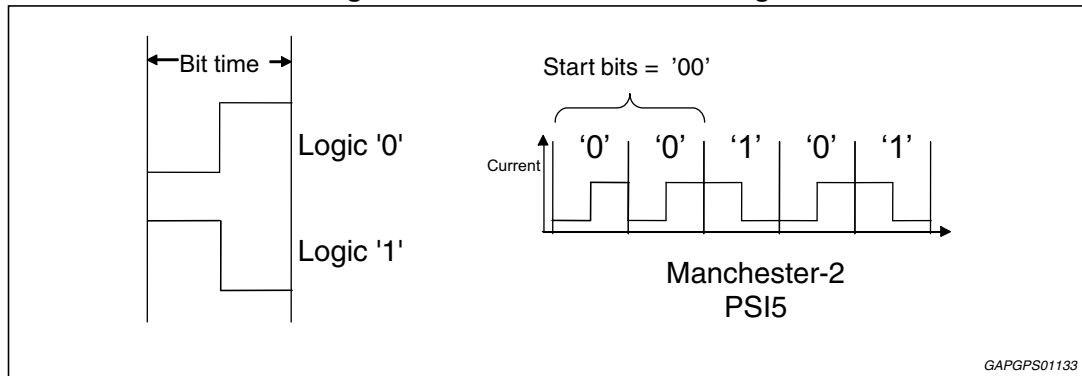 Bit time
Logic '0'
Logic '1'
Start bits = '00'
Current
‘0’ ‘0’ ‘1’ ‘0’ ‘1’
Manchester-2
PSI5
GAPGPS01133